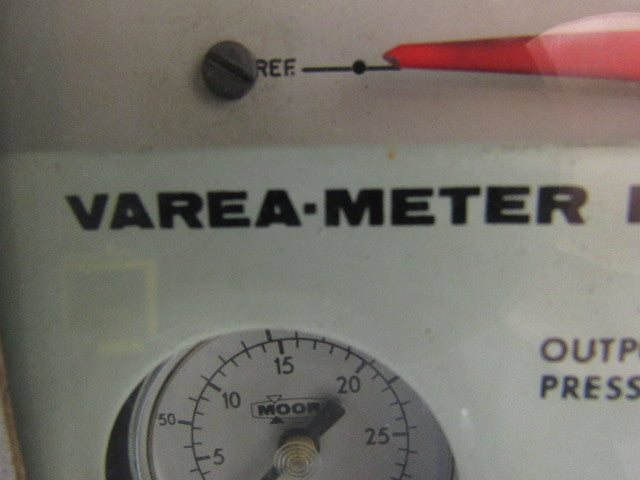 REF.
VAREA·METER
OUTP
PRESS
15
10
20
MOOR
50
25
5